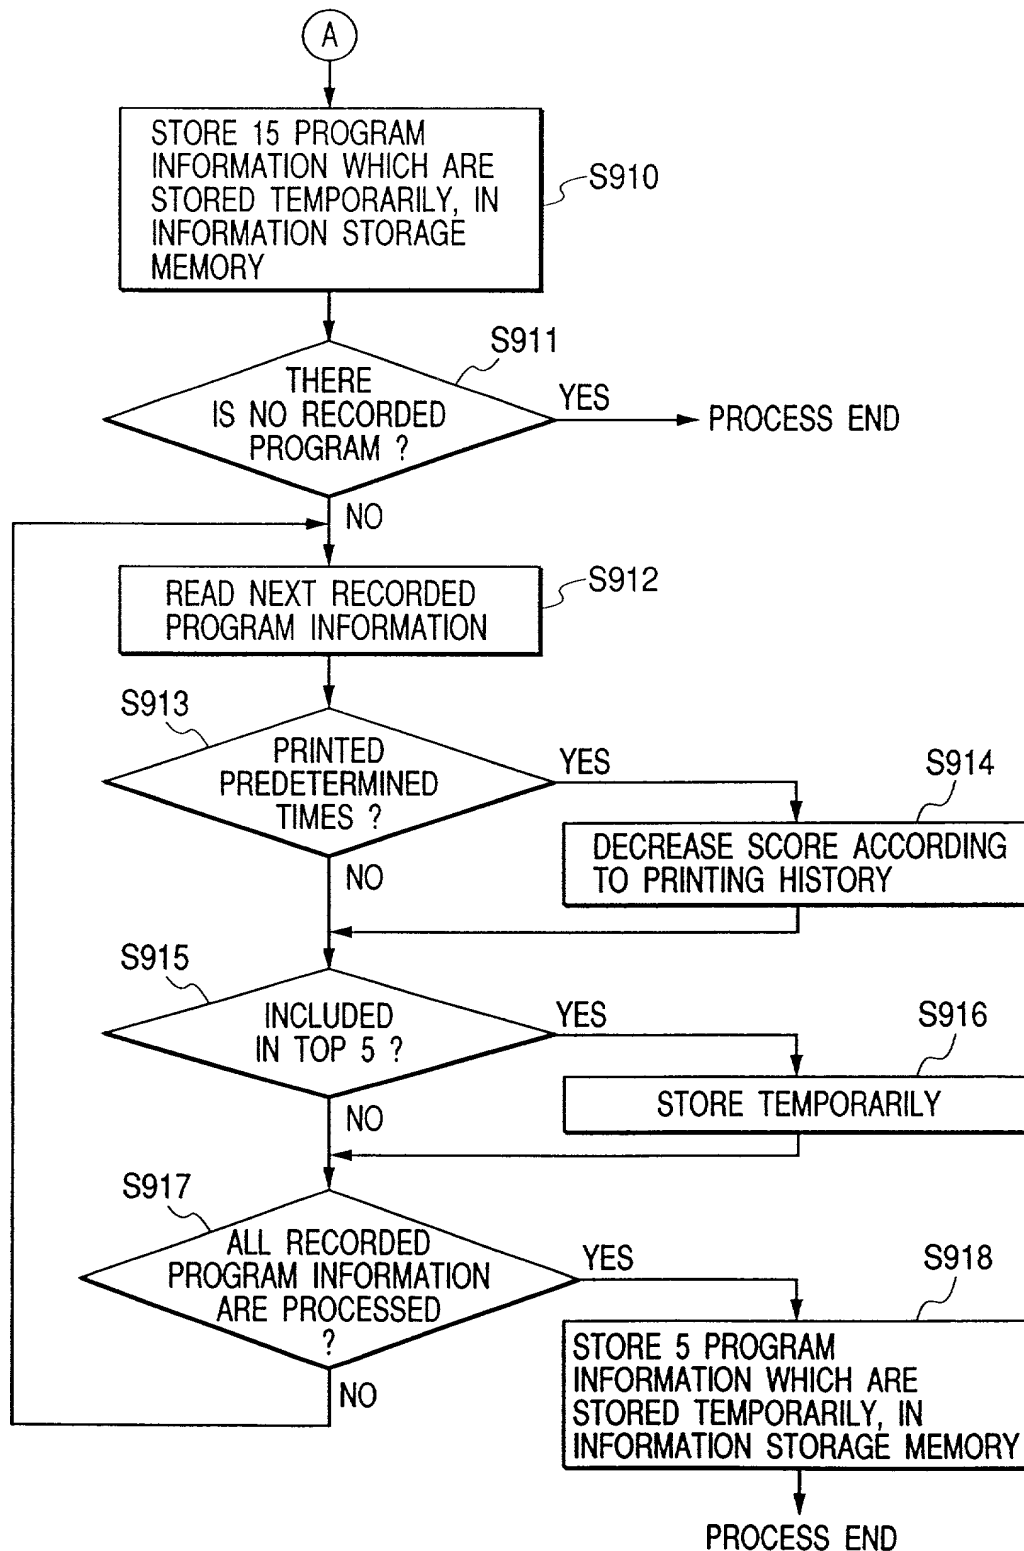 A
STORE 15 PROGRAM
INFORMATION WHICH ARE
STORED TEMPORARILY, IN
INFORMATION STORAGE
MEMORY
S910
S911
THERE
IS NO RECORDED
PROGRAM ?
YES
PROCESS END
NO
READ NEXT RECORDED
PROGRAM INFORMATION
S912
S913
PRINTED
PREDETERMINED
TIMES ?
YES
S914
DECREASE SCORE ACCORDING
TO PRINTING HISTORY
NO
S915
INCLUDED
IN TOP 5 ?
YES
S916
STORE TEMPORARILY
NO
S917
ALL RECORDED
PROGRAM INFORMATION
ARE PROCESSED
?
YES
S918
STORE 5 PROGRAM
INFORMATION WHICH ARE
STORED TEMPORARILY, IN
INFORMATION STORAGE MEMORY
NO
PROCESS END